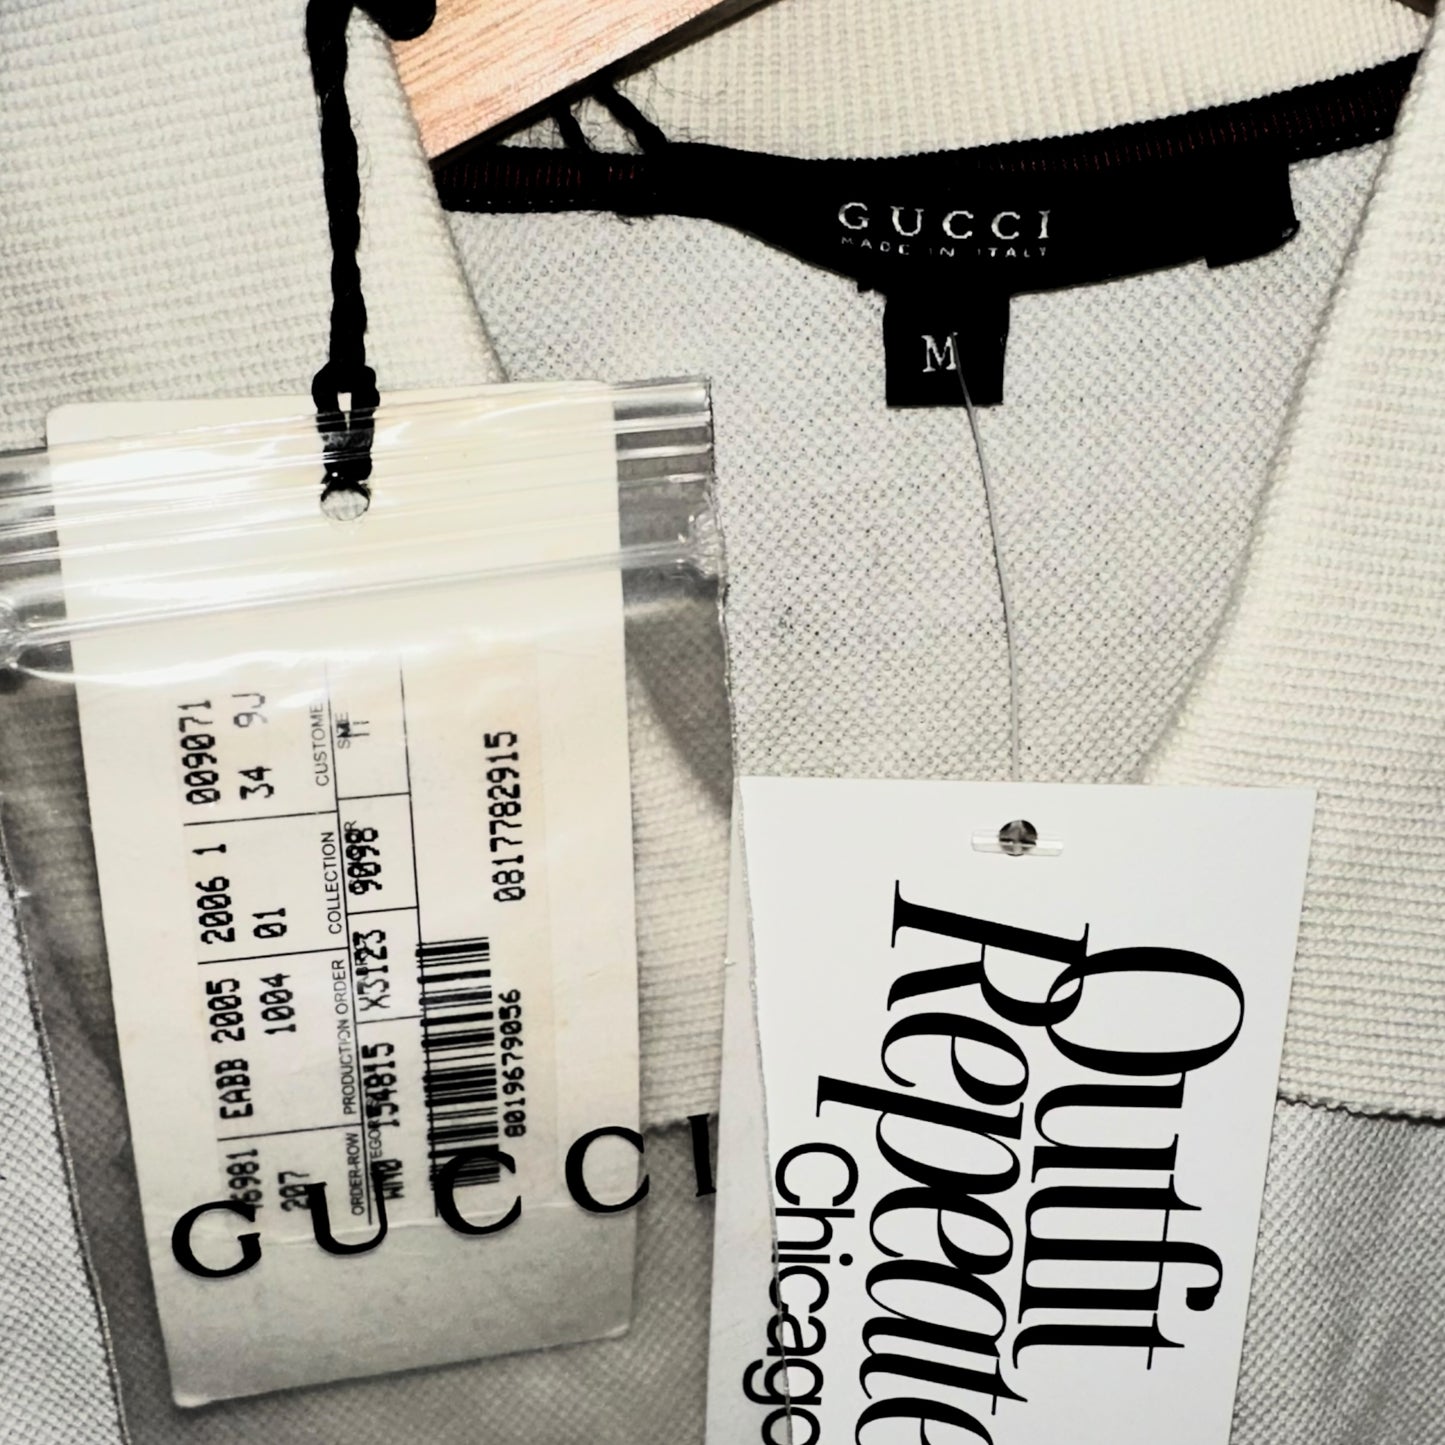 GUCCI
MADE IN ITALY
M
009071
34 9J
CUSTOME
2006 1
01
COLLECTION
9098
EABB 2005
1004
PRODUCTION ORDER
X3123
207
ORDER-ROW
154815
0817782915
8019679056
GUCCI
Outfit
Repeate
Chicago